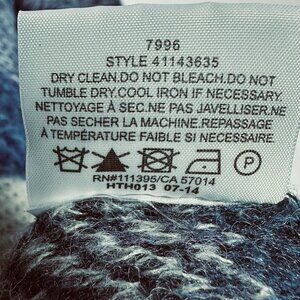 7996
STYLE 41143635
DRY CLEAN.DO NOT BLEACH.DO NOT
TUMBLE DRY.COOL IRON IF NECESSARY.
NETTOYAGE À SEC.NE PAS JAVELLISER.NE
PAS SECHER LA MACHINE.REPASSAGE
À TEMPÉRATURE FAIBLE SI NECESSAIRE.
P
RN#111395/CA 57014
HTH013 07-14